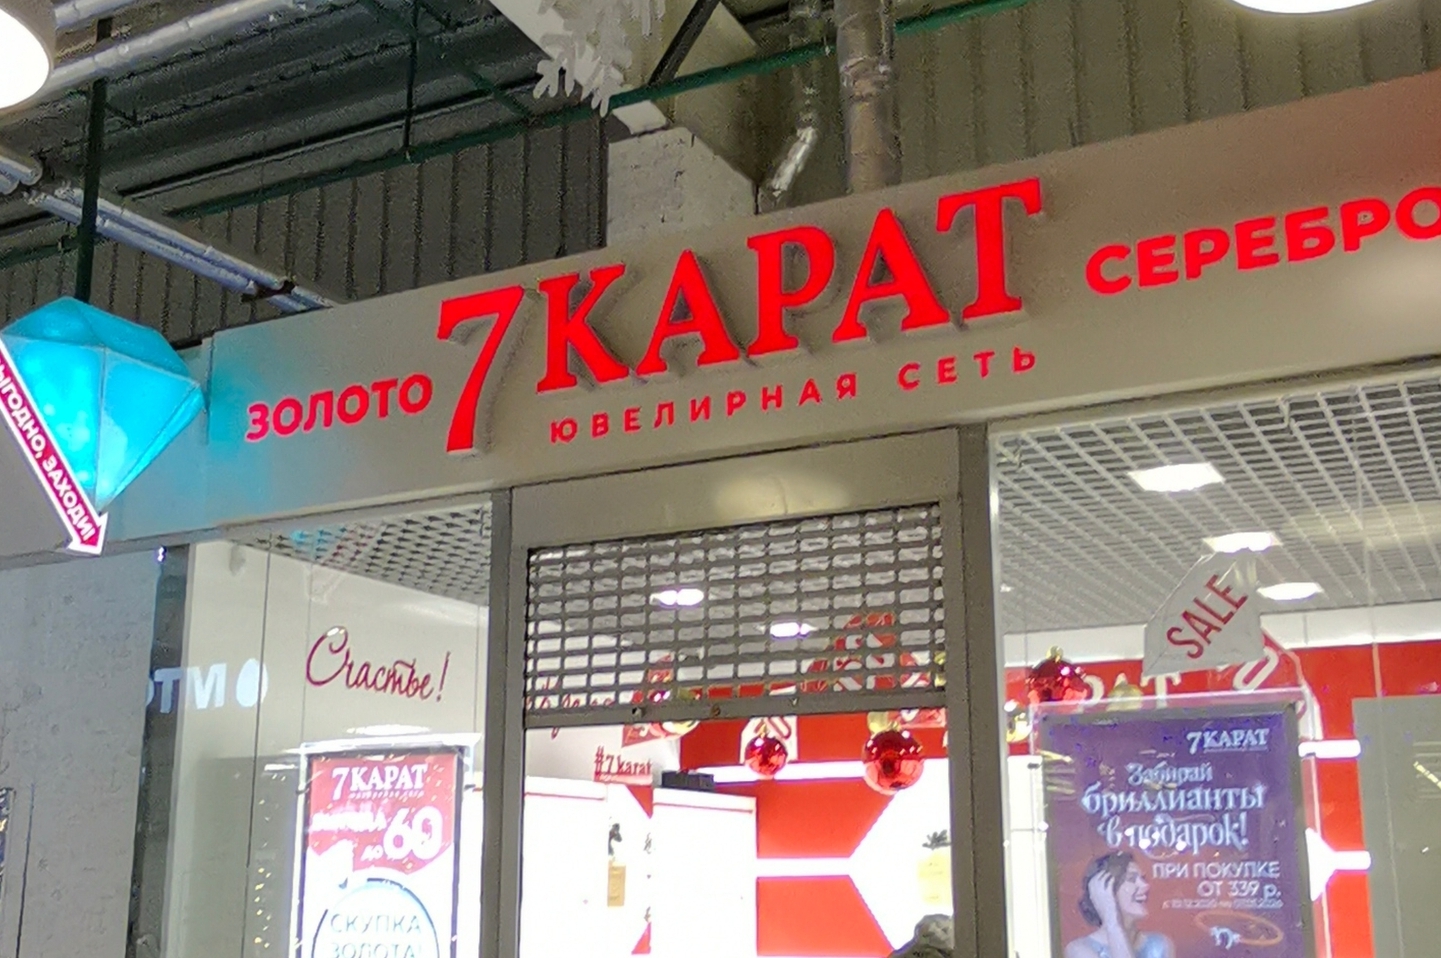 ЗОЛОТО 7КАРАТ СЕРЕБРО
ЮВЕЛИРНАЯ СЕТЬ
ВЫГОДНО, ЗАХОДИ!
SALE
Счастье!
#7karat
7КАРАТ
ДО 60
СКУПКА
ЗОЛОТА!
7КАРАТ
Забирай
бриллианты
в подарок!
ПРИ ПОКУПКЕ
ОТ 339 р.